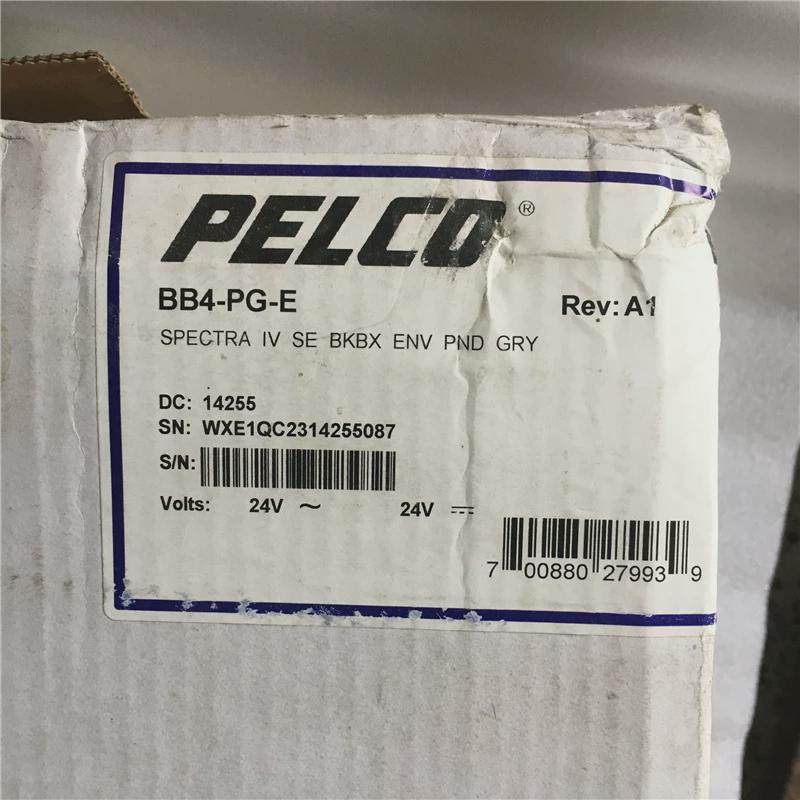 PELCO®
BB4-PG-E Rev: A1
SPECTRA IV SE BKBX ENV PND GRY
DC: 14255
SN: WXE1QC2314255087
S/N:
Volts: 24V ~ 24V ⎓
7 00880 27993 9